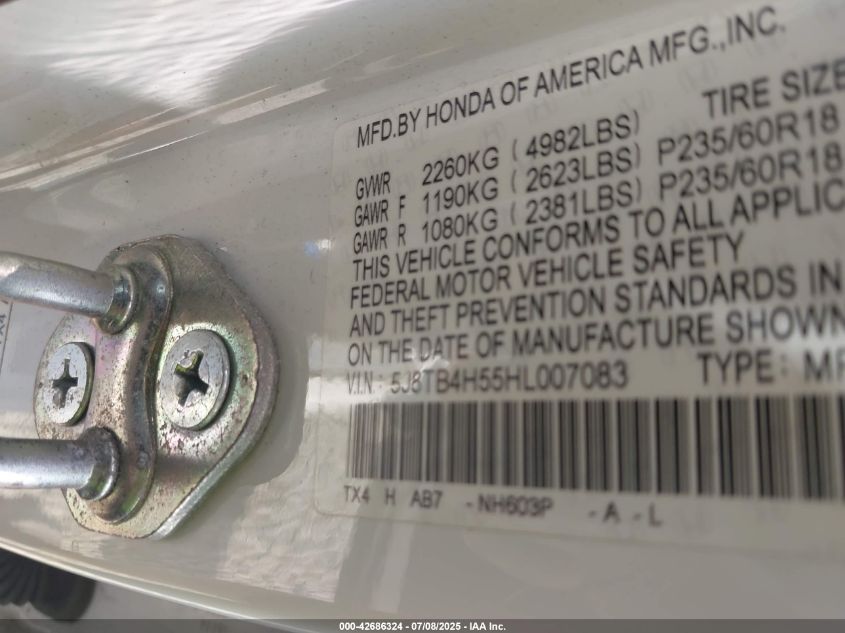 MFD.BY HONDA OF AMERICA MFG.,INC.
TIRE SIZE
GVWR 2260KG ( 4982LBS)
GAWR F 1190KG ( 2623LBS) P235/60R18
GAWR R 1080KG ( 2381LBS) P235/60R18
THIS VEHICLE CONFORMS TO ALL APPLIC
FEDERAL MOTOR VEHICLE SAFETY
AND THEFT PREVENTION STANDARDS IN
ON THE DATE OF MANUFACTURE SHOWN
V.I.N.: 5J8TB4H55HL007083 TYPE: MP
TX4 H AB7 -NH603P - A - L
000-42686324 - 07/08/2025 - IAA Inc.